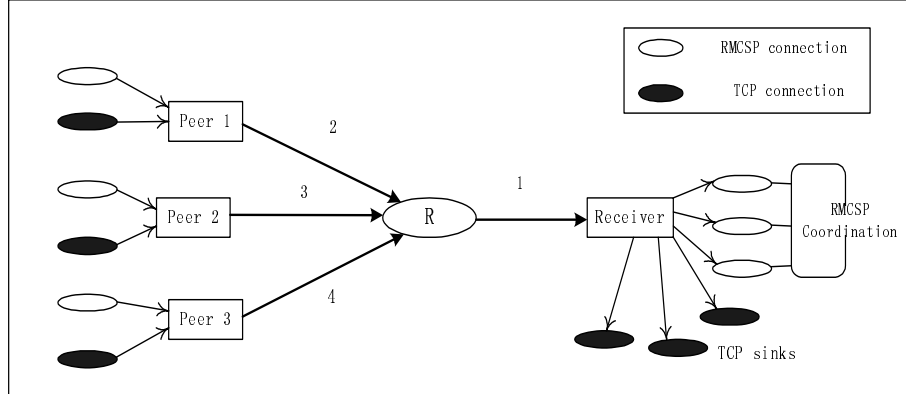 RMCSP connection
TCP connection
Peer 1
2
Peer 2
3
R
1
Receiver
RMCSP
Coordination
Peer 3
4
TCP sinks